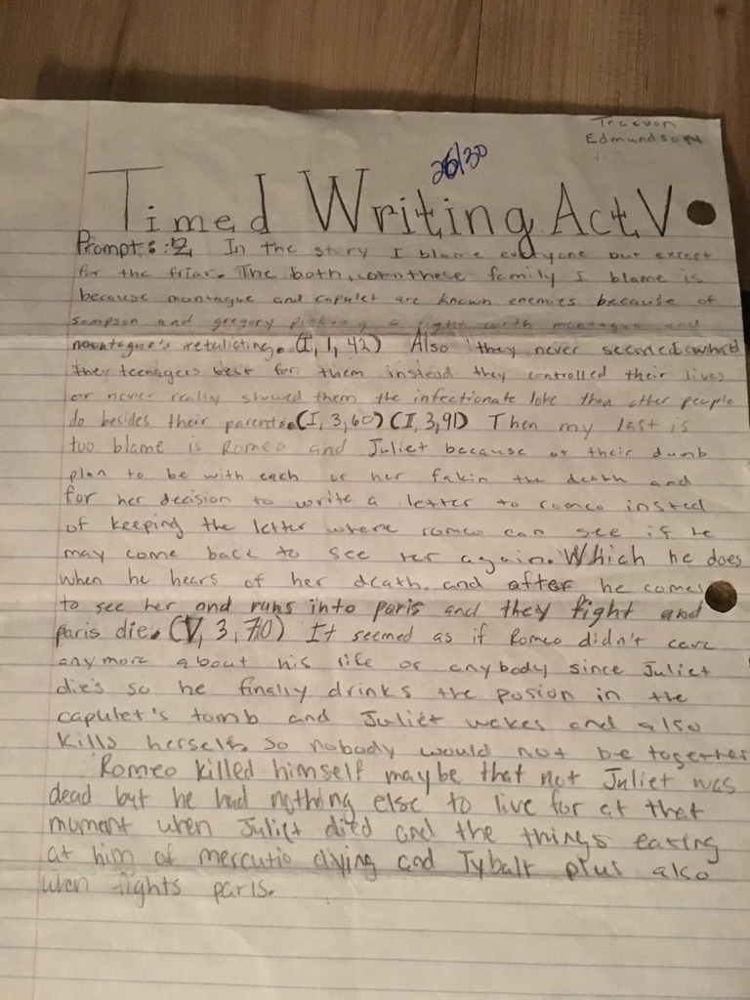 Treevon
Edmundson
26/30
Timed Writing Act V
Prompt: 2, In the story I blame everyone but except
for the friar. The both these family I blame is
because montague and capulet are known enemies because of
sampson and gregory picking a fight with montague and
montague's retaliating. (I, 1, 42) Also they never what
they teenagers best for them instead they controlled their lives
or never really showed them the infectionate love than other people
do besides their parents. (I, 3, 60) (I, 3, 91) Then my last is
too blame is Romeo and Juliet because of their dumb
plan to be with each of her fakin the death and
for her decision to write a letter to romeo insted
of keeping the letter where romeo can see if he
may come back to see her again. Which he does
when he hears of her death, and after he comes
to see her and runs into paris and they fight and
paris die. (V, 3, 70) It seemed as if Romeo didn't care
anymore about his life or anybody since Juliet
die's so he finally drinks the posion in the
capulet's tomb and Juliet wakes and also
kills herself. So nobody would not be together
Romeo killed himself maybe that not Juliet was
dead but he had nothing else to live for at that
moment when Juliet died and the things eating
at him of mercutio dying and Tybalt plus also
when fights paris.